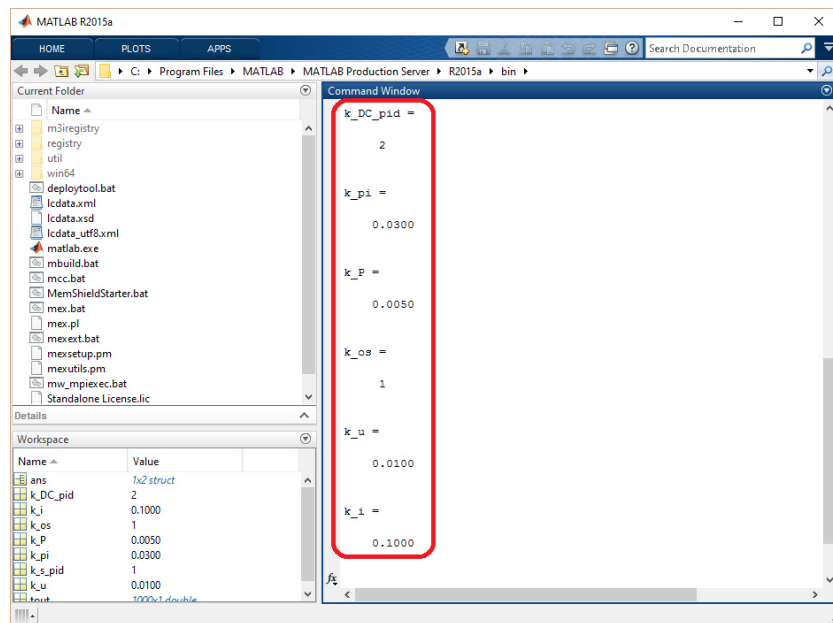 MATLAB R2015a
HOME PLOTS APPS Search Documentation
C: Program Files MATLAB MATLAB Production Server R2015a bin
Current Folder
Name
m3iregistry
registry
util
win64
deploytool.bat
lcdata.xml
lcdata.xsd
lcdata_utf8.xml
matlab.exe
mbuild.bat
mcc.bat
MemShieldStarter.bat
mex.bat
mex.pl
mexext.bat
mexsetup.pm
mexutils.pm
mw_mpiexec.bat
Standalone License.lic
Details
Workspace
Name Value
ans 1x2 struct
k_DC_pid 2
k_i 0.1000
k_os 1
k_P 0.0050
k_pi 0.0300
k_s_pid 1
k_u 0.0100
tout 1000x1 double
Command Window
k_DC_pid =
2
k_pi =
0.0300
k_P =
0.0050
k_os =
1
k_u =
0.0100
k_i =
0.1000
fx